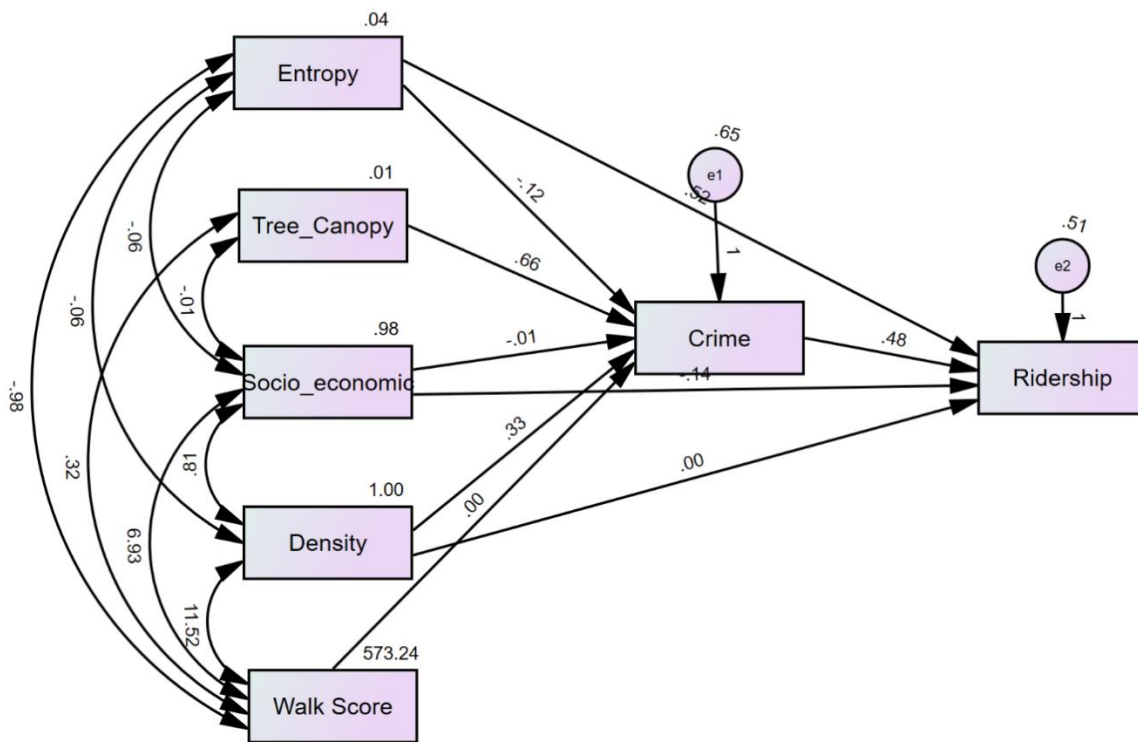 .04
Entropy
.65
e1
.01
-.12
.52
Tree_Canopy
.51
-.06
.66
1
e2
-.01
.98
Crime
1
-.06
-.01
.48
Socio_economic
-.14
Ridership
-.98
.33
.32
.81
1.00
.00
.00
6.93
Density
11.52
573.24
Walk Score